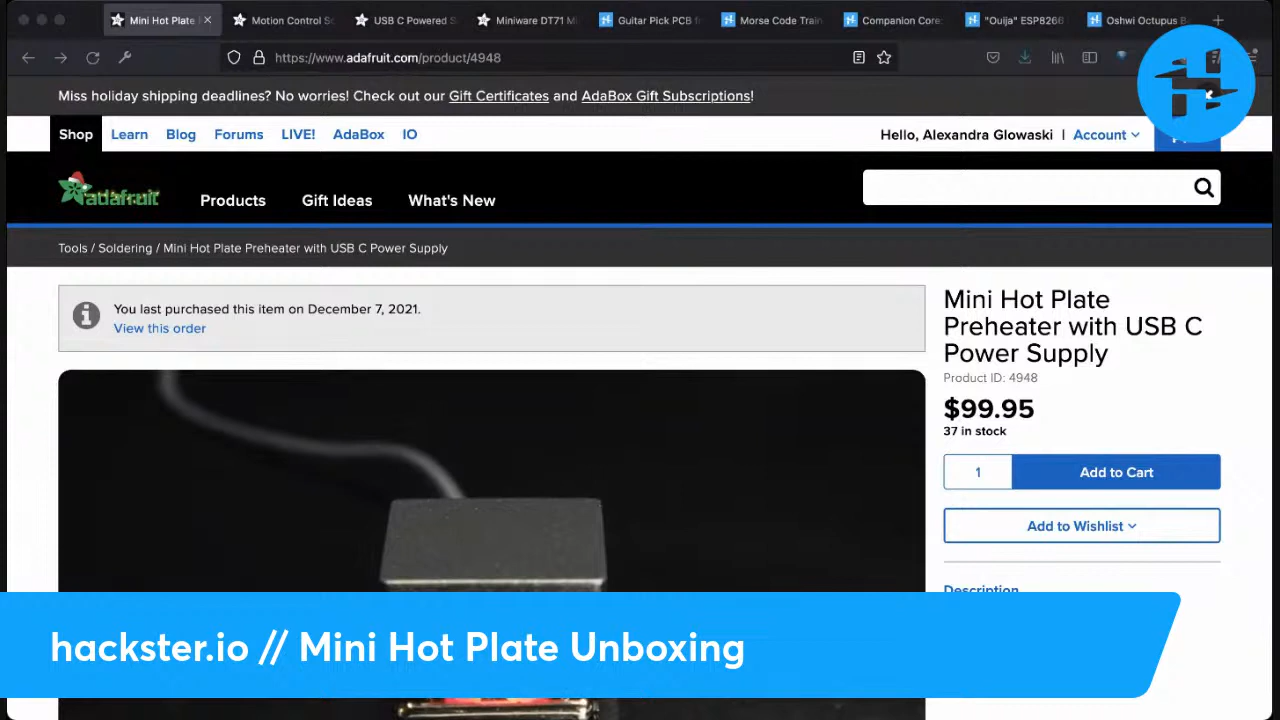 Mini Hot Plate
Motion Control
USB C Powered
Miniware DT71
Guitar Pick PCB
Morse Code Train
Companion Core:
"Ouija" ESP8266
Oshwi Octupus
https://www.adafruit.com/product/4948
Miss holiday shipping deadlines? No worries! Check out our Gift Certificates and AdaBox Gift Subscriptions!
Shop Learn Blog Forums LIVE! AdaBox IO
Hello, Alexandra Glowaski | Account
adafruit
Products Gift Ideas What's New
Tools / Soldering / Mini Hot Plate Preheater with USB C Power Supply
You last purchased this item on December 7, 2021.
View this order
Mini Hot Plate
Preheater with USB C
Power Supply
Product ID: 4948
$99.95
37 in stock
1
Add to Cart
Add to Wishlist
Description
hackster.io // Mini Hot Plate Unboxing